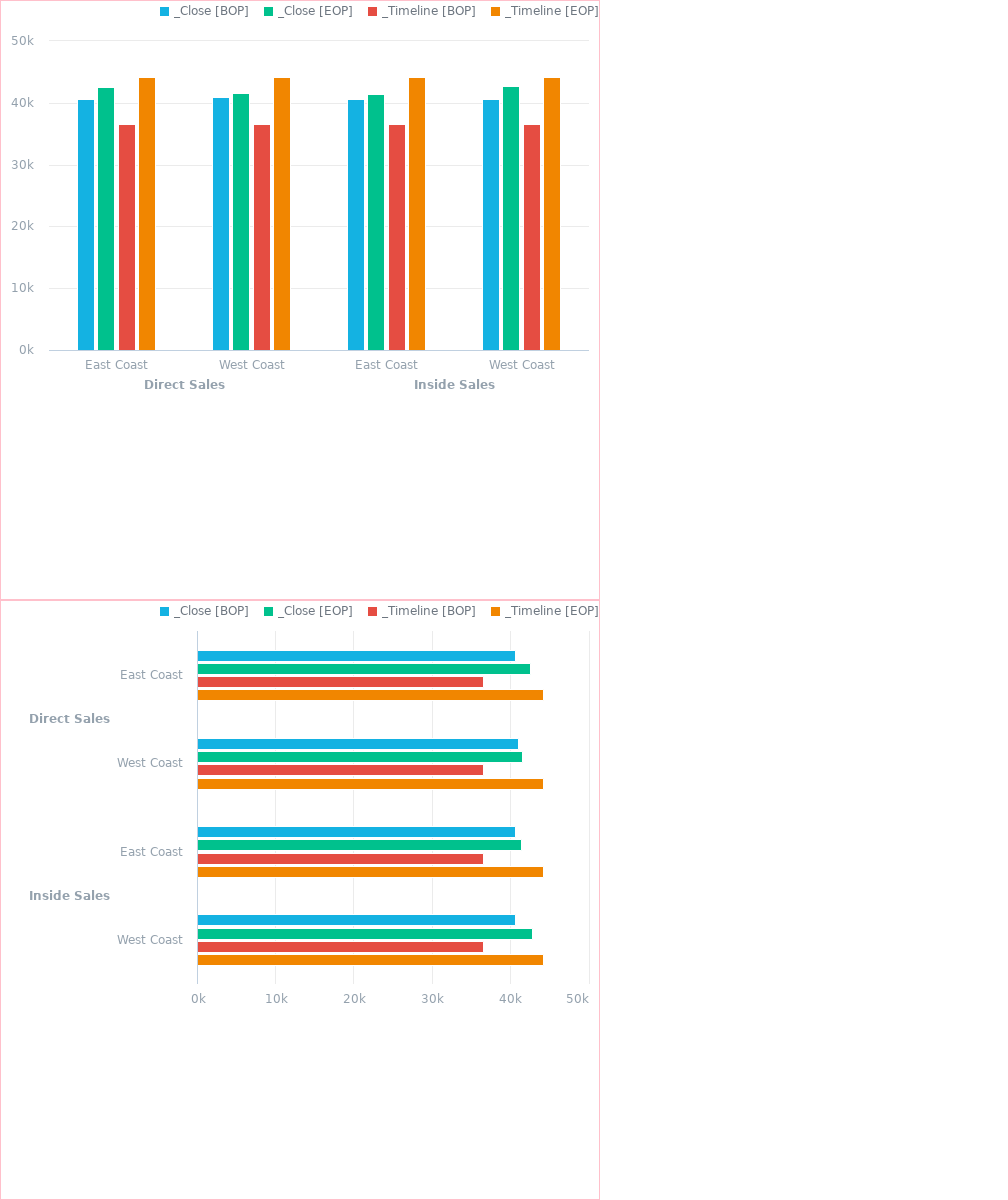 _Close [BOP] _Close [EOP] _Timeline [BOP] _Timeline [EOP]
50k
40k
30k
20k
10k
0k
East Coast West Coast East Coast West Coast
Direct Sales Inside Sales
_Close [BOP] _Close [EOP] _Timeline [BOP] _Timeline [EOP]
East Coast
Direct Sales
West Coast
East Coast
Inside Sales
West Coast
0k 10k 20k 30k 40k 50k